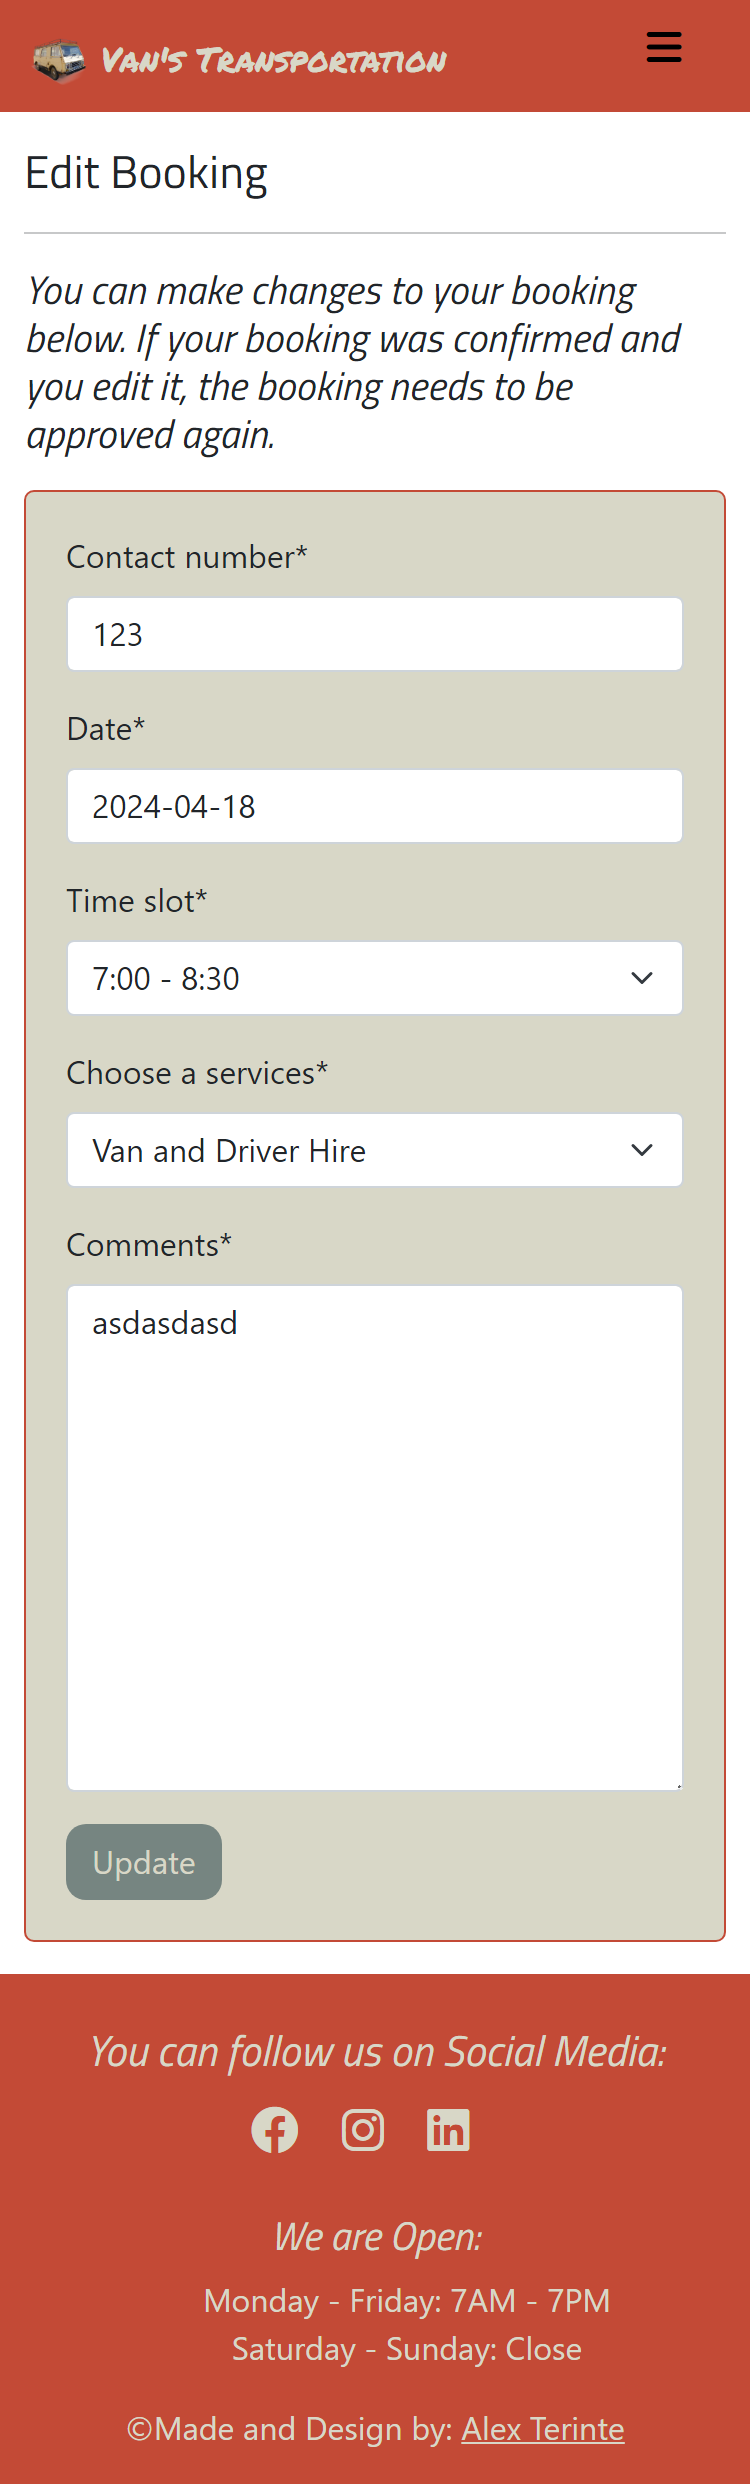 Van's Transportation
Edit Booking
You can make changes to your booking
below. If your booking was confirmed and
you edit it, the booking needs to be
approved again.
Contact number*
123
Date*
2024-04-18
Time slot*
7:00 - 8:30
Choose a services*
Van and Driver Hire
Comments*
asdasdasd
Update
You can follow us on Social Media:
We are Open:
Monday - Friday: 7AM - 7PM
Saturday - Sunday: Close
©Made and Design by: Alex Terinte